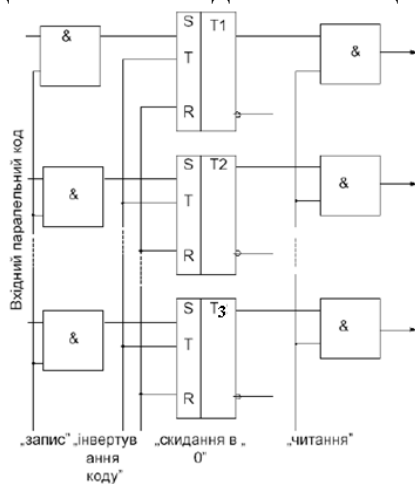 & S T1 &
T
R
Вхідний паралельний код
& S T2 &
T
R
& S T3 &
T
R
„запис" „інвертув ання коду" „скидання в „ 0" „читання"